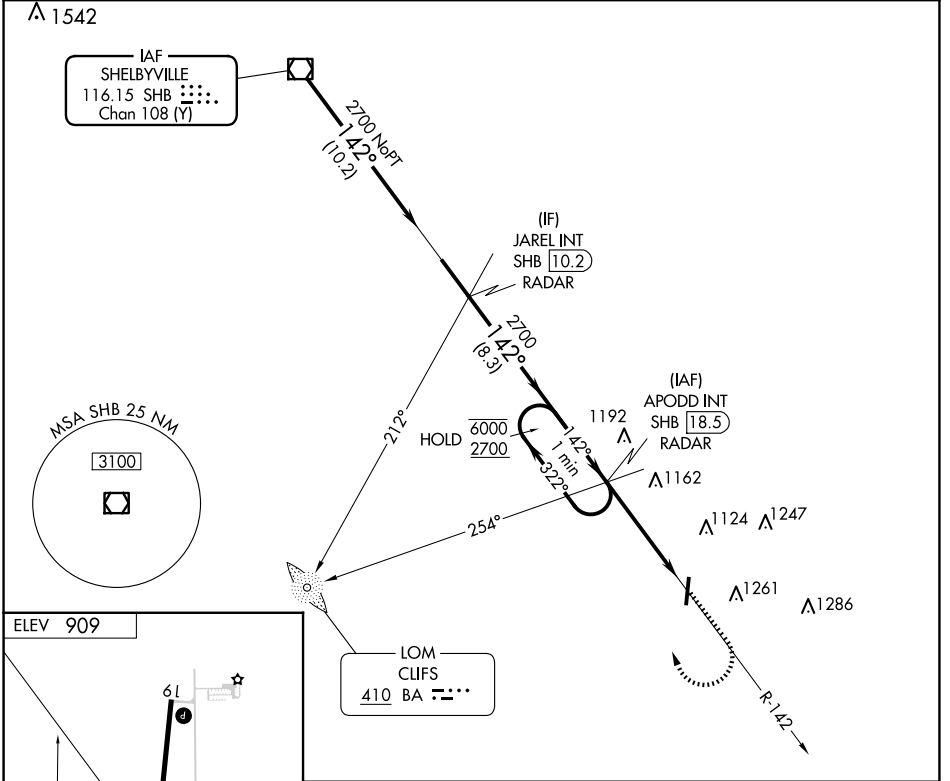 1542
IAF
SHELBYVILLE
116.15 SHB
Chan 108 (Y)
2700 NoPT
142°
(10.2)
(IF)
JAREL INT
SHB 10.2
RADAR
2700
142°
(8.3)
(IAF)
APODD INT
SHB 18.5
RADAR
1192
HOLD 6000
2700
142°
1 min
322°
1162
212°
254°
MSA SHB 25 NM
3100
1124
1247
1261
1286
LOM
CLIFS
410 BA
R-142
ELEV 909
19
P